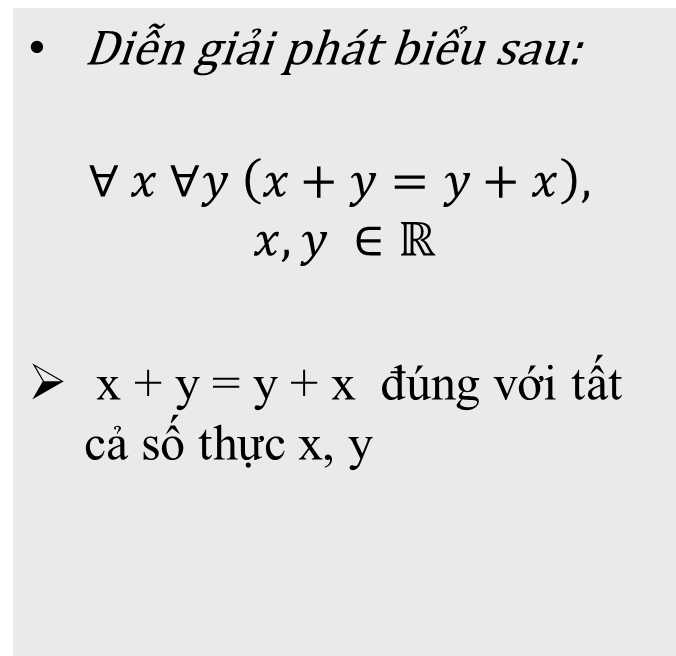 • Diễn giải phát biểu sau:
∀ x ∀y (x + y = y + x),
x, y ∈ ℝ
➢ x + y = y + x đúng với tất
cả số thực x, y